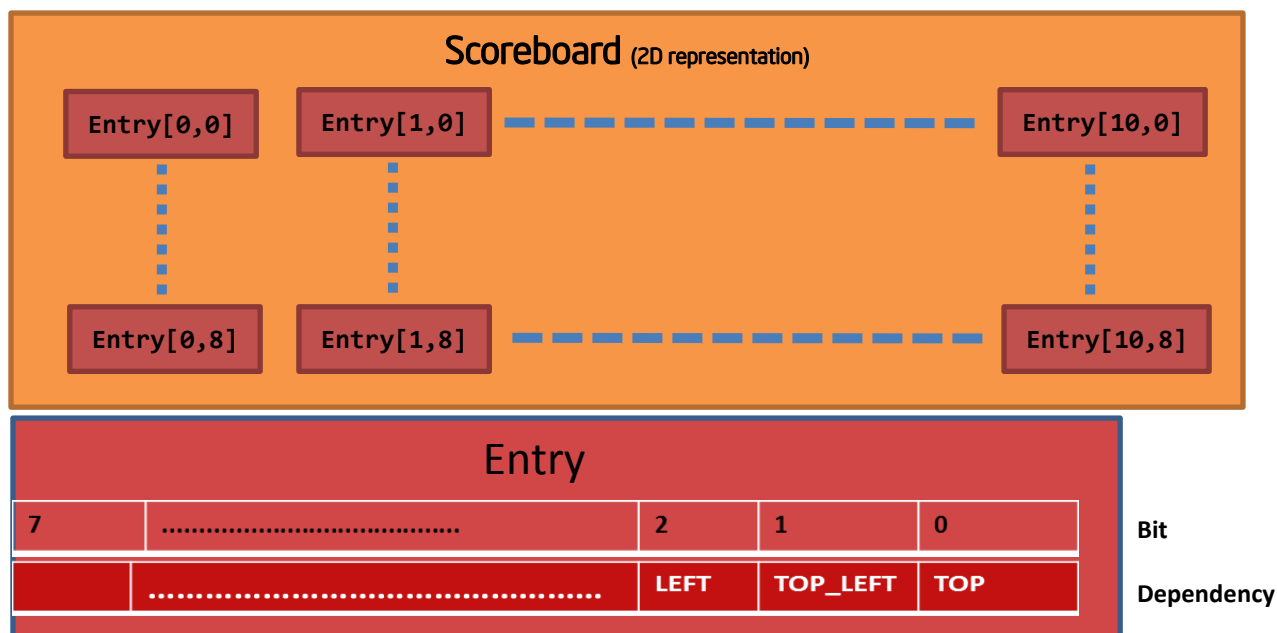 Scoreboard (2D representation)
Entry[0,0] Entry[1,0] Entry[10,0]
Entry[0,8] Entry[1,8] Entry[10,8]
Entry
7 ...................................... 2 1 0 Bit
................................................ LEFT TOP_LEFT TOP Dependency